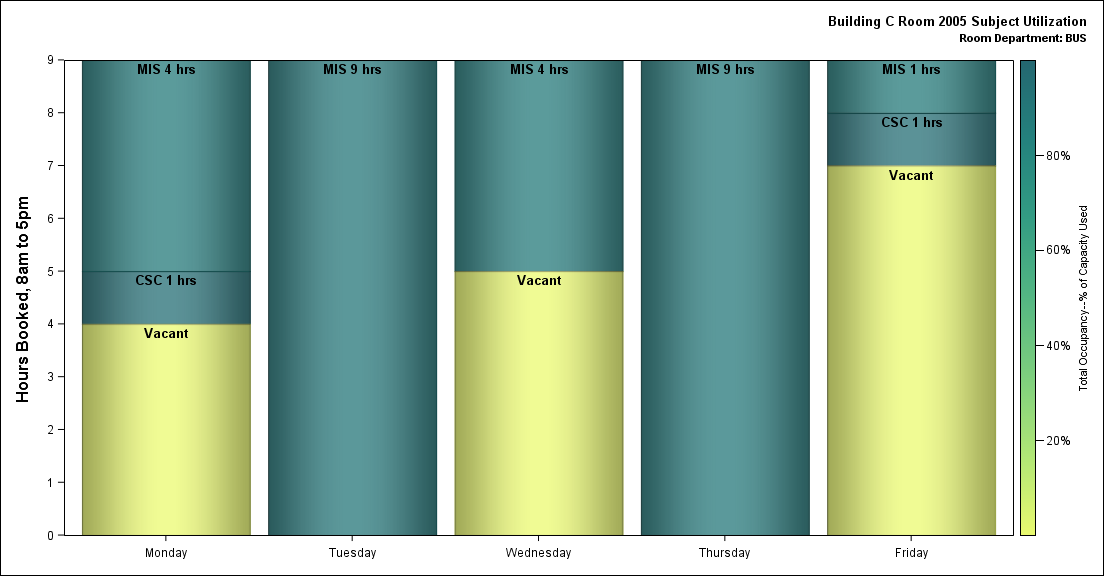 Building C Room 2005 Subject Utilization
Room Department: BUS
Hours Booked, 8am to 5pm
9
8
7
6
5
4
3
2
1
0
MIS 4 hrs
CSC 1 hrs
Vacant
MIS 9 hrs
MIS 4 hrs
Vacant
MIS 9 hrs
MIS 1 hrs
CSC 1 hrs
Vacant
Monday
Tuesday
Wednesday
Thursday
Friday
80%
60%
40%
20%
Total Occupancy--% of Capacity Used